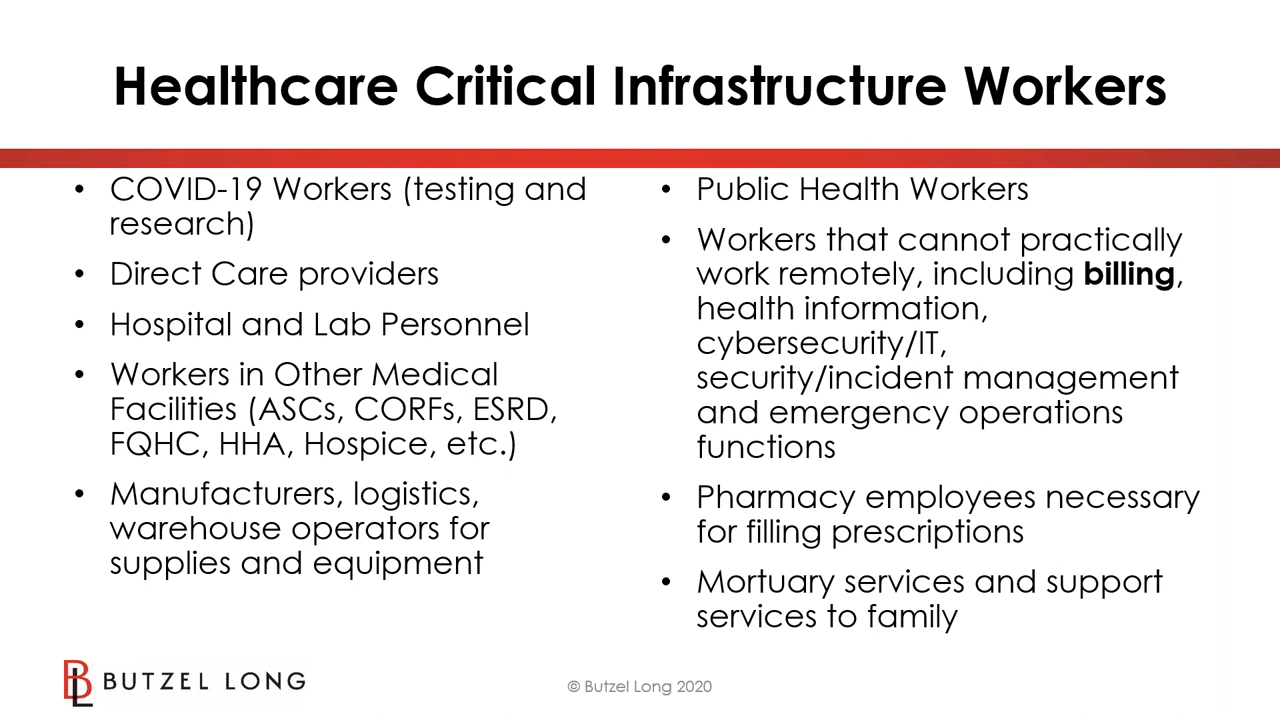 Healthcare Critical Infrastructure Workers
• COVID-19 Workers (testing and
research)
• Direct Care providers
• Hospital and Lab Personnel
• Workers in Other Medical
Facilities (ASCs, CORFs, ESRD,
FQHC, HHA, Hospice, etc.)
• Manufacturers, logistics,
warehouse operators for
supplies and equipment
• Public Health Workers
• Workers that cannot practically
work remotely, including billing,
health information,
cybersecurity/IT,
security/incident management
and emergency operations
functions
• Pharmacy employees necessary
for filling prescriptions
• Mortuary services and support
services to family
BL BUTZEL LONG
© Butzel Long 2020